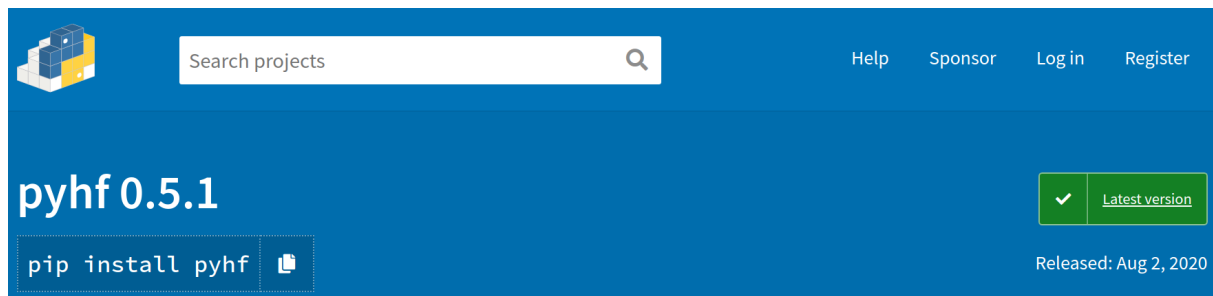 Search projects
Help Sponsor Log in Register
pyhf 0.5.1
Latest version
pip install pyhf
Released: Aug 2, 2020